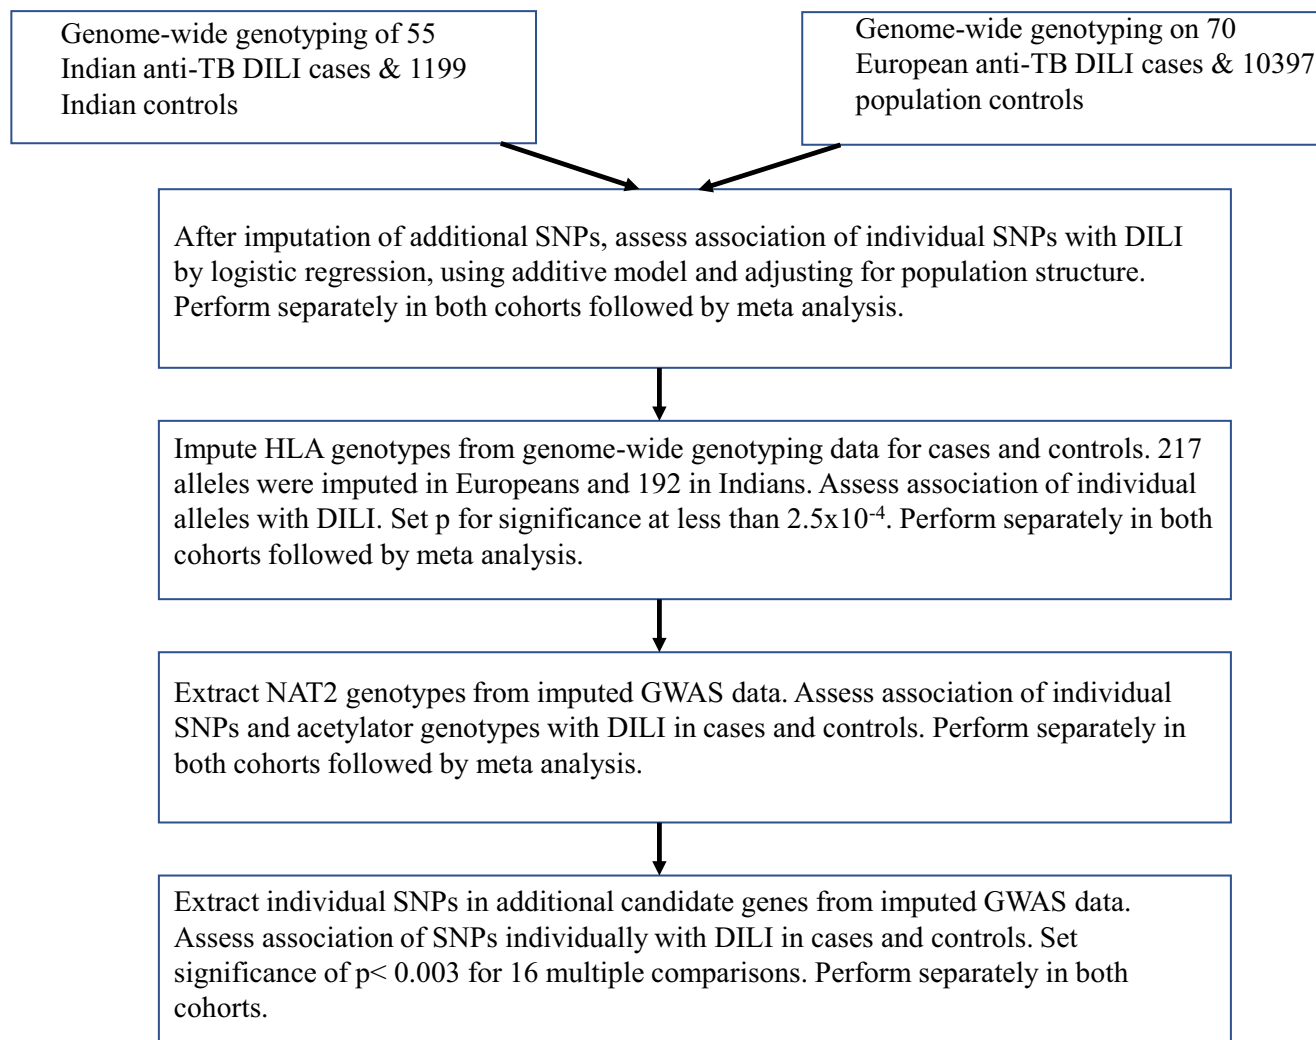 Genome-wide genotyping of 55
Indian anti-TB DILI cases & 1199
Indian controls
Genome-wide genotyping on 70
European anti-TB DILI cases & 10397
population controls
After imputation of additional SNPs, assess association of individual SNPs with DILI
by logistic regression, using additive model and adjusting for population structure.
Perform separately in both cohorts followed by meta analysis.
Impute HLA genotypes from genome-wide genotyping data for cases and controls. 217
alleles were imputed in Europeans and 192 in Indians. Assess association of individual
alleles with DILI. Set p for significance at less than 2.5x10⁻⁴. Perform separately in both
cohorts followed by meta analysis.
Extract NAT2 genotypes from imputed GWAS data. Assess association of individual
SNPs and acetylator genotypes with DILI in cases and controls. Perform separately in
both cohorts followed by meta analysis.
Extract individual SNPs in additional candidate genes from imputed GWAS data.
Assess association of SNPs individually with DILI in cases and controls. Set
significance of p< 0.003 for 16 multiple comparisons. Perform separately in both
cohorts.